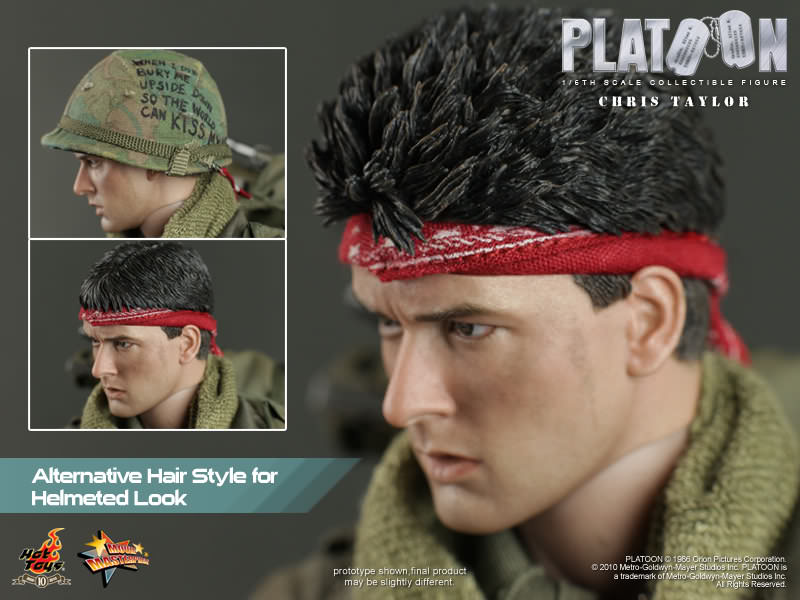 PLATOON
1/6TH SCALE COLLECTIBLE FIGURE
CHRIS TAYLOR
WHEN I DIE
BURY ME
UPSIDE DOWN
SO THE WORLD
CAN KISS MY
Alternative Hair Style for
Helmeted Look
Hot
Toys
10
MOVIE
MASTERPIECE
prototype shown final product
may be slightly different.
PLATOON © 1986 Orion Pictures Corporation.
© 2010 Metro-Goldwyn-Mayer Studios Inc. PLATOON is
a trademark of Metro-Goldwyn-Mayer Studios Inc.
All Rights Reserved.